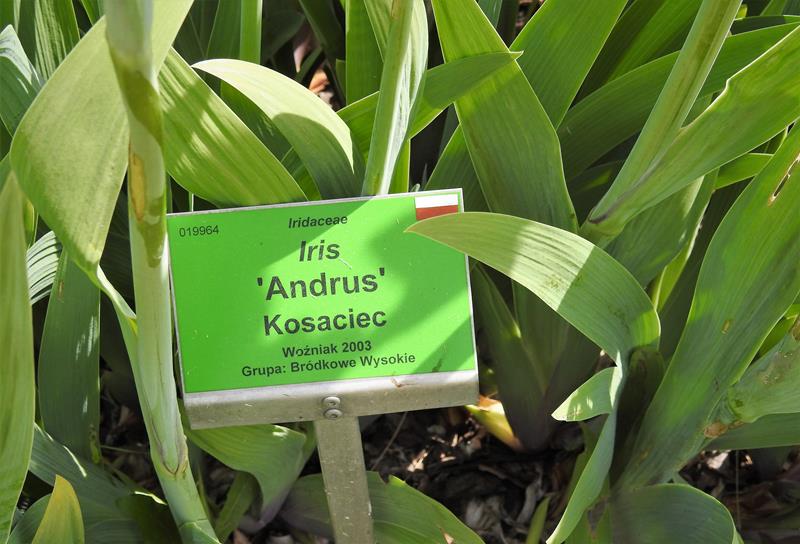 019964
Iridaceae
Iris
'Andrus'
Kosaciec
Woźniak 2003
Grupa: Bródkowe Wysokie